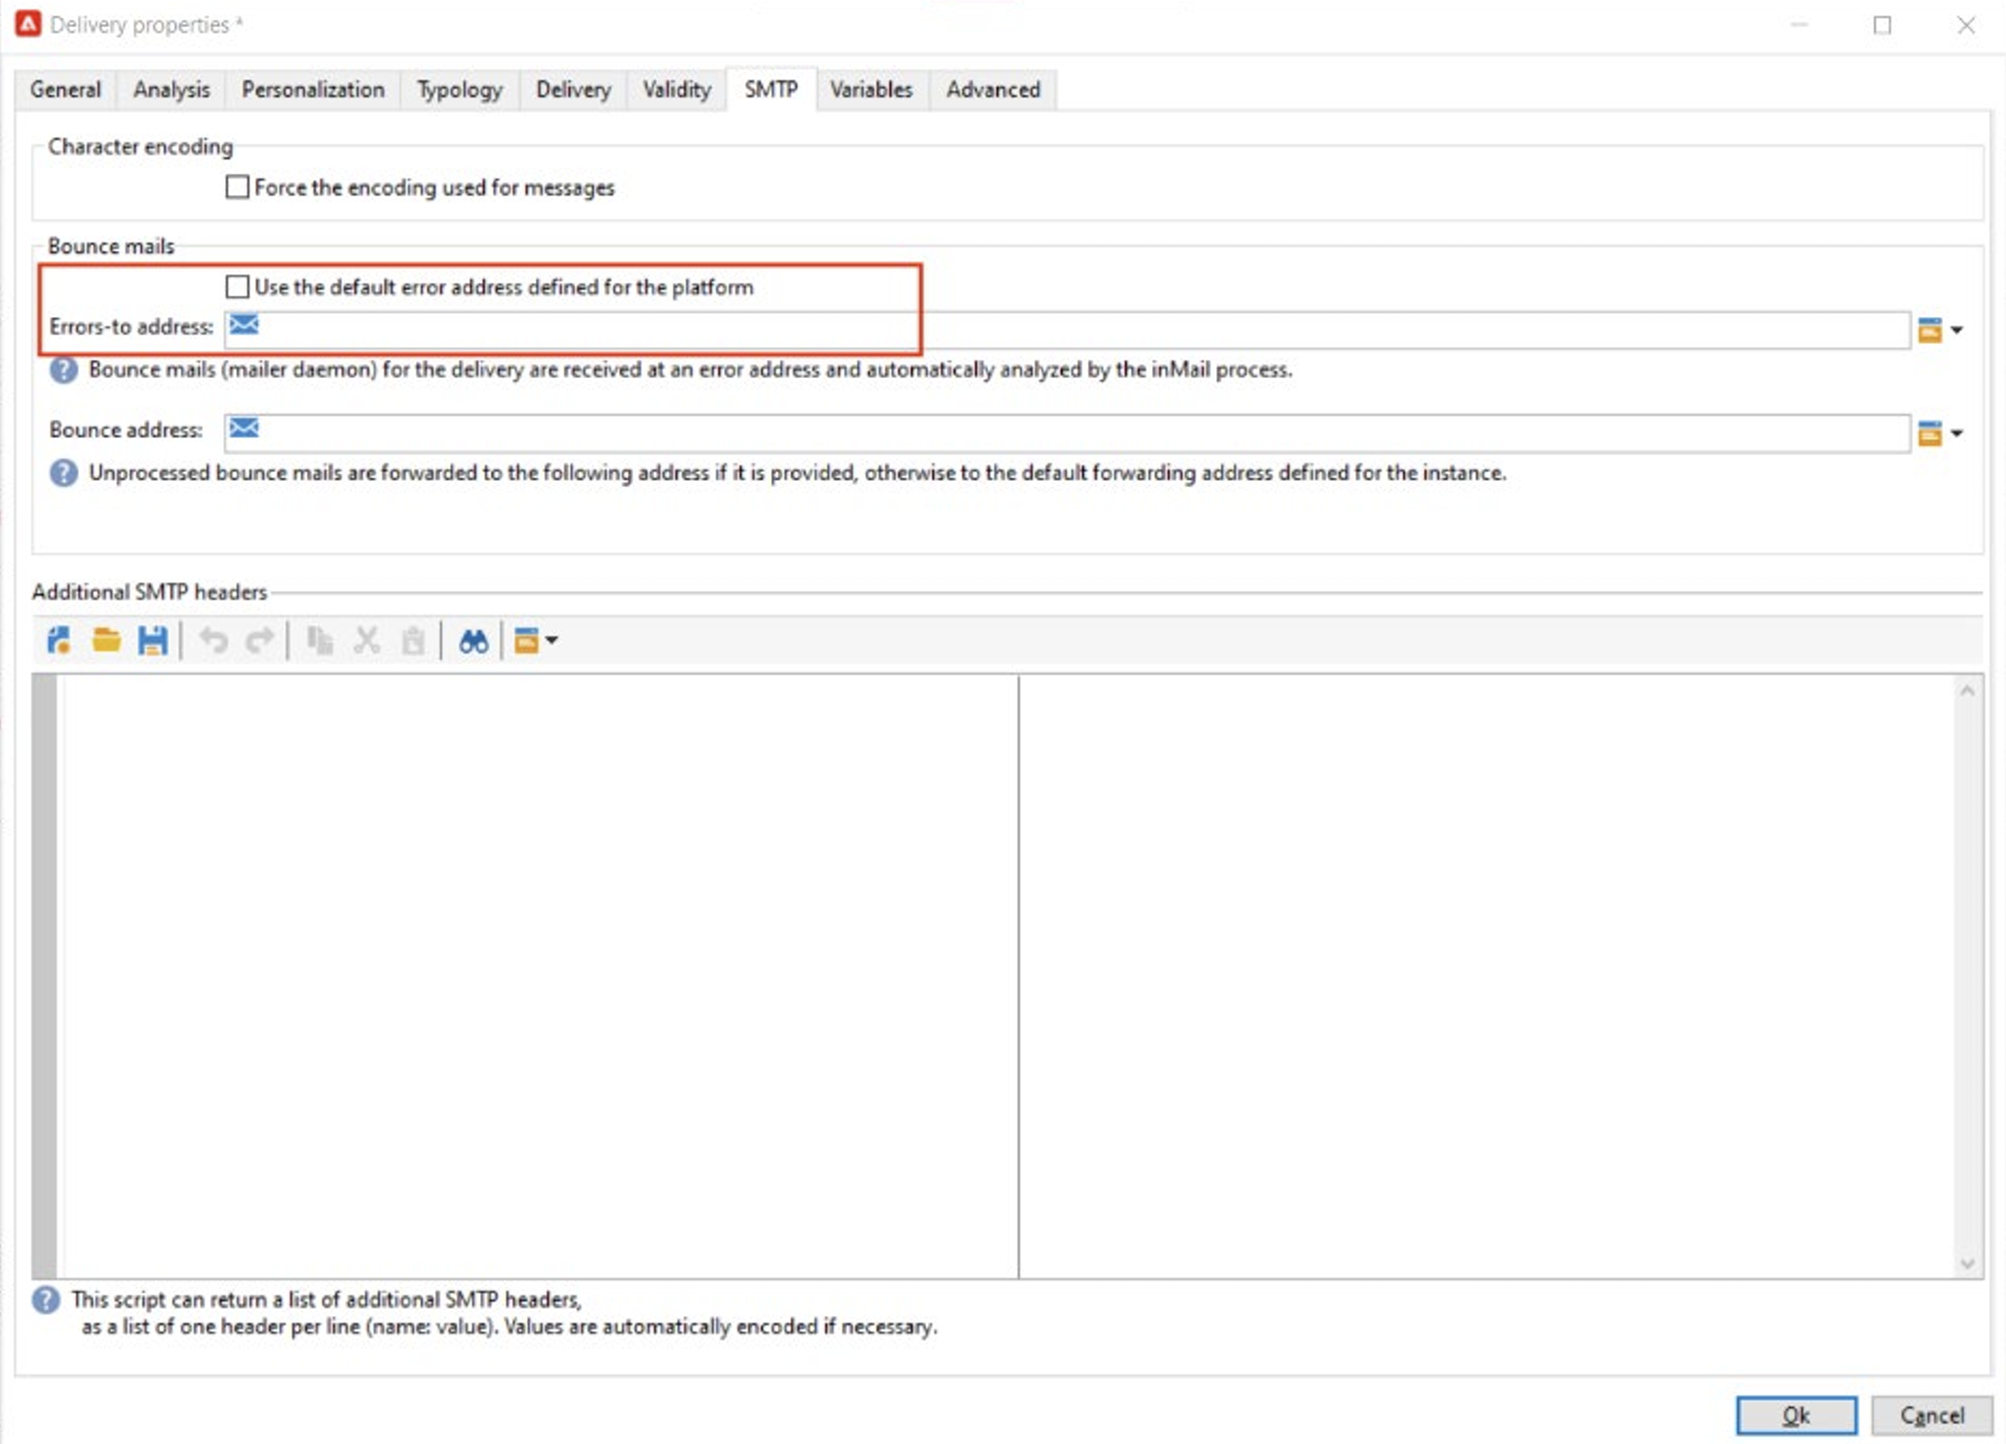 Delivery properties *
General Analysis Personalization Typology Delivery Validity SMTP Variables Advanced
Character encoding
Force the encoding used for messages
Bounce mails
Use the default error address defined for the platform
Errors-to address:
Bounce mails (mailer daemon) for the delivery are received at an error address and automatically analyzed by the inMail process.
Bounce address:
Unprocessed bounce mails are forwarded to the following address if it is provided, otherwise to the default forwarding address defined for the instance.
Additional SMTP headers
This script can return a list of additional SMTP headers,
as a list of one header per line (name: value). Values are automatically encoded if necessary.
Ok Cancel